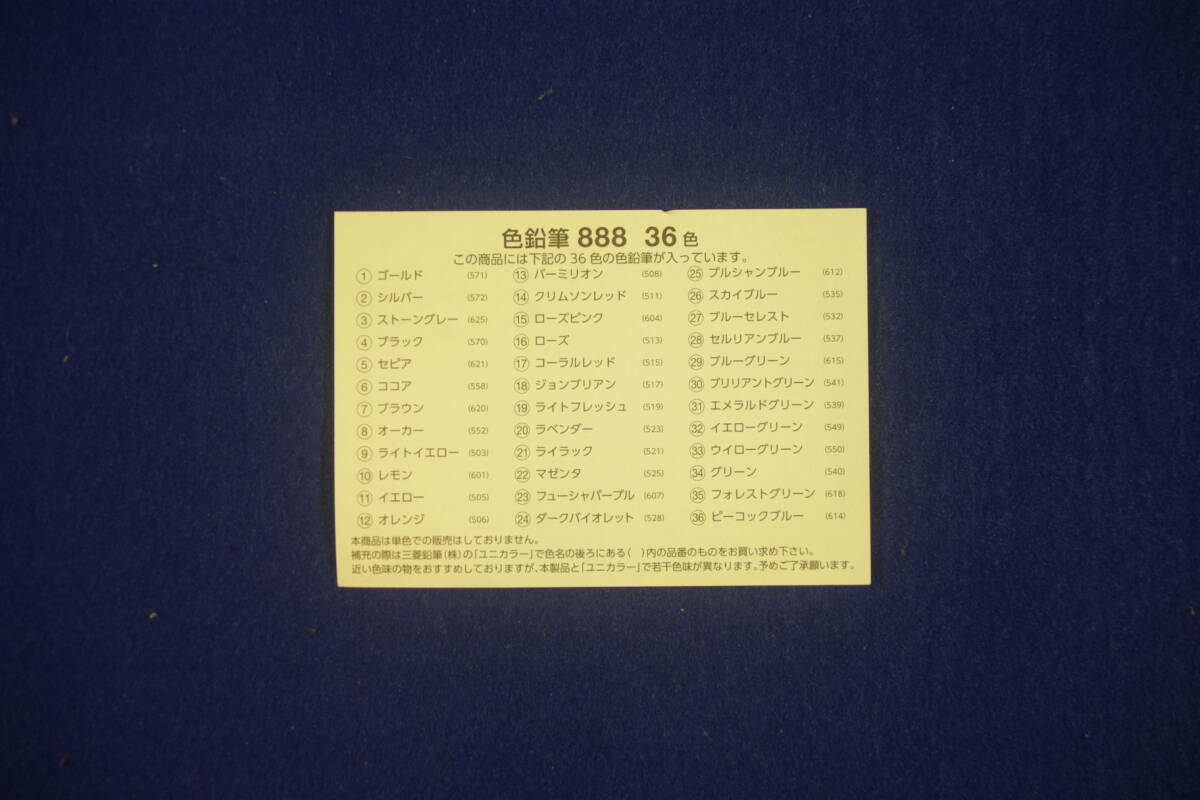 色鉛筆 888 36色
この商品には下記の36色の色鉛筆が入っています。
① ゴールド (571)
② シルバー (572)
③ ストーングレー (625)
④ ブラック (570)
⑤ セピア (621)
⑥ ココア (558)
⑦ ブラウン (620)
⑧ オーカー (552)
⑨ ライトイエロー (503)
⑩ レモン (601)
⑪ イエロー (505)
⑫ オレンジ (506)
⑬ バーミリオン (508)
⑭ クリムソンレッド (511)
⑮ ローズピンク (604)
⑯ ローズ (513)
⑰ コーラルレッド (515)
⑱ ジョンブリアン (517)
⑲ ライトフレッシュ (519)
⑳ ラベンダー (523)
㉑ ライラック (521)
㉒ マゼンタ (525)
㉓ フューシャパープル (607)
㉔ ダークバイオレット (528)
㉕ プルシャンブルー (612)
㉖ スカイブルー (535)
㉗ ブルーセレスト (532)
㉘ セルリアンブルー (537)
㉙ ブルーグリーン (615)
㉚ ブリリアントグリーン (541)
㉛ エメラルドグリーン (539)
㉜ イエローグリーン (549)
㉝ ウイローグリーン (550)
㉞ グリーン (540)
㉟ フォレストグリーン (618)
㊱ ピーコックブルー (614)
本商品は単色での販売はしておりません。
補充の際は三菱鉛筆(株)の「ユニカラー」で色名の後ろにある( )内の品番のものをお買い求め下さい。
近い色味の物をおすすめしておりますが、本製品と「ユニカラー」で若干色味が異なります。予めご了承願います。